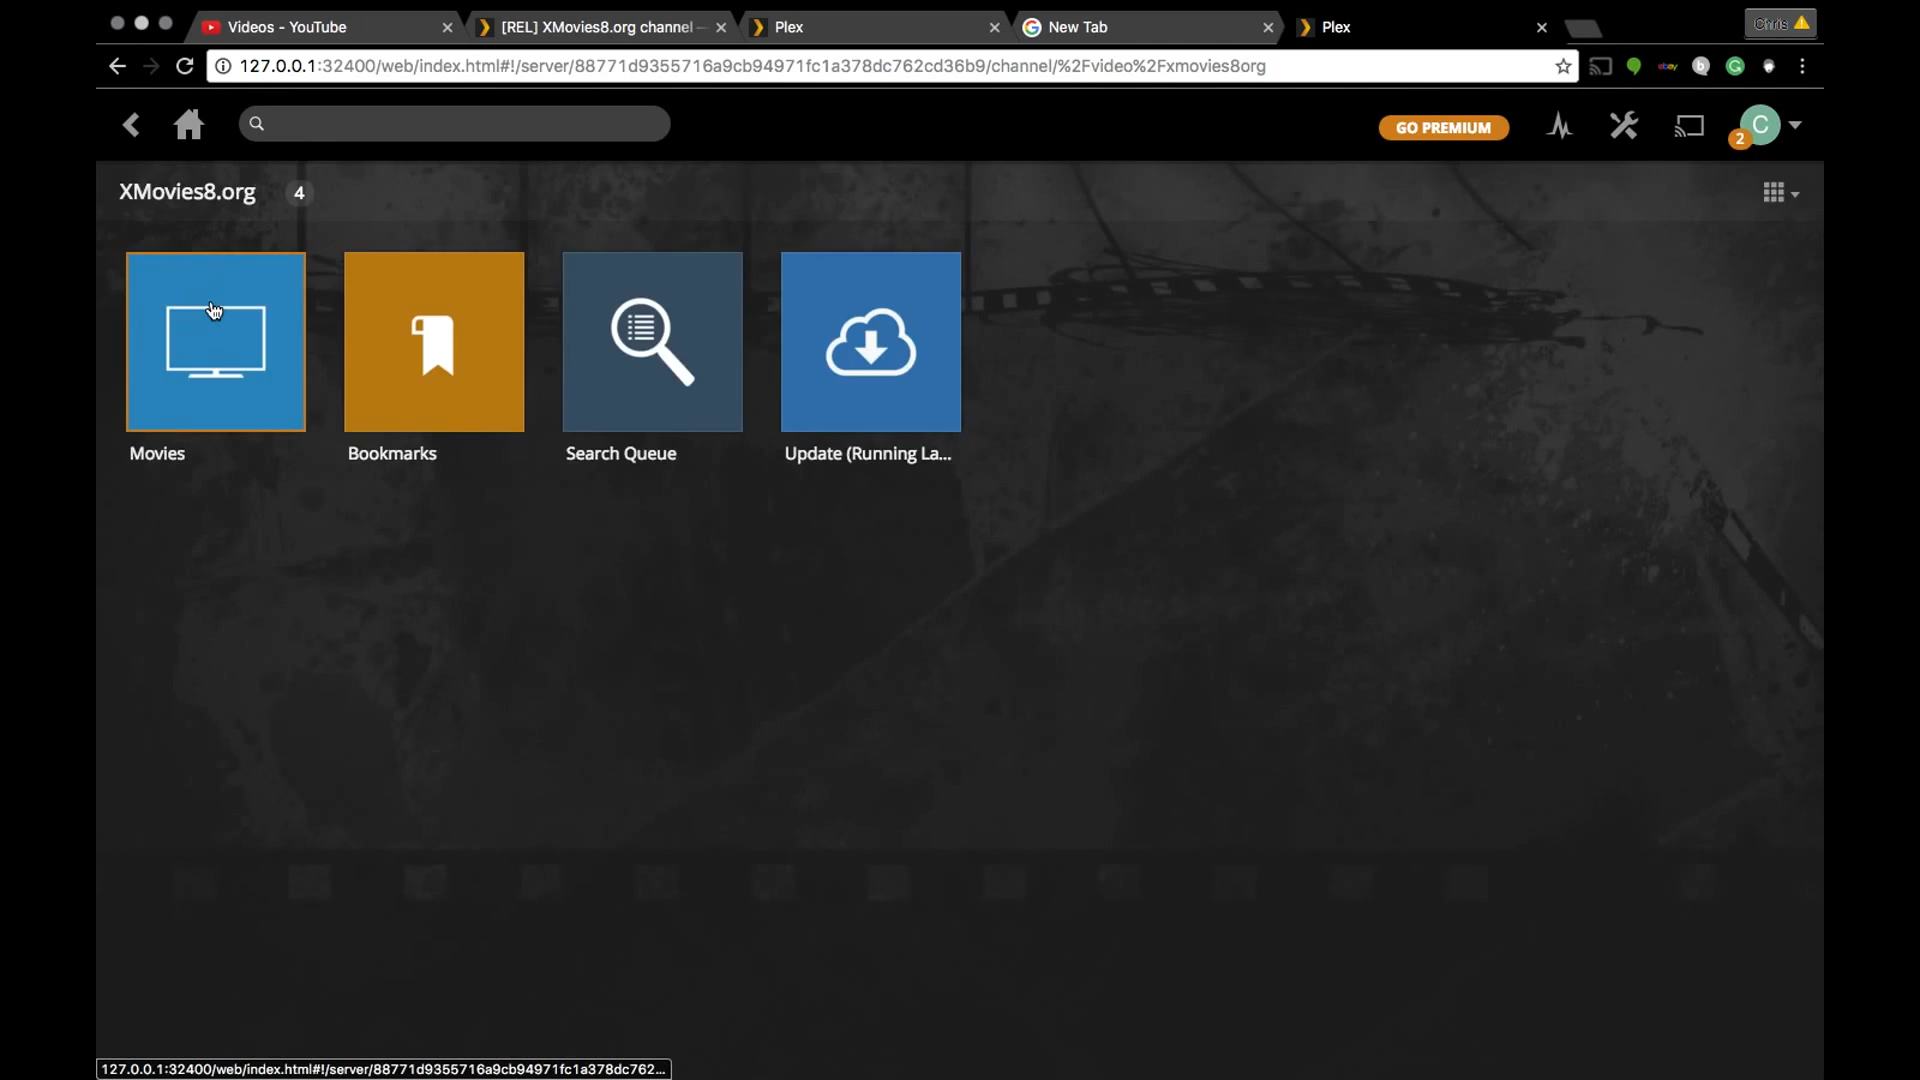 Videos - YouTube
[REL] XMovies8.org channel –
Plex
New Tab
Plex
Chris
127.0.0.1:32400/web/index.html#!/server/88771d9355716a9cb94971fc1a378dc762cd36b9/channel/%2Fvideo%2Fxmovies8org
ebay
b
GO PREMIUM
C
2
XMovies8.org 4
Movies
Bookmarks
Search Queue
Update (Running La...
127.0.0.1:32400/web/index.html#!/server/88771d9355716a9cb94971fc1a378dc762...